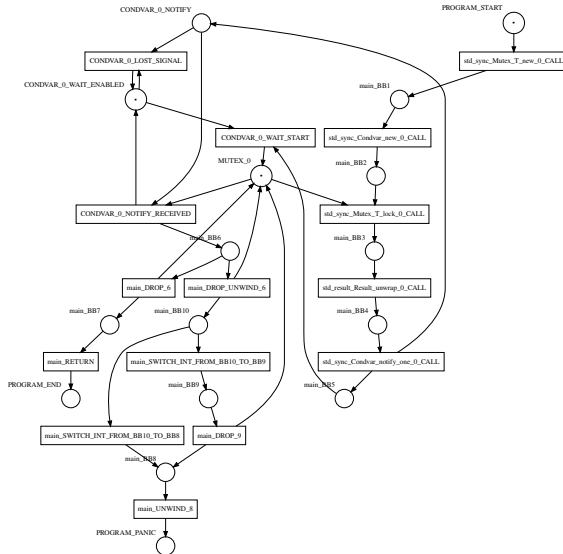 CONDVAR_0_NOTIFY
PROGRAM_START
CONDVAR_0_LOST_SIGNAL
std_sync_Mutex_T_new_0_CALL
CONDVAR_0_WAIT_ENABLED
main_BB1
CONDVAR_0_WAIT_START
std_sync_Condvar_new_0_CALL
MUTEX_0
main_BB2
CONDVAR_0_NOTIFY_RECEIVED
std_sync_Mutex_T_lock_0_CALL
main_BB6
main_BB3
main_DROP_6
main_DROP_UNWIND_6
std_result_Result_unwrap_0_CALL
main_BB7
main_BB10
main_BB4
main_RETURN
main_SWITCH_INT_FROM_BB10_TO_BB9
std_sync_Condvar_notify_one_0_CALL
PROGRAM_END
main_BB9
main_BB5
main_SWITCH_INT_FROM_BB10_TO_BB8
main_DROP_9
main_BB8
main_UNWIND_8
PROGRAM_PANIC